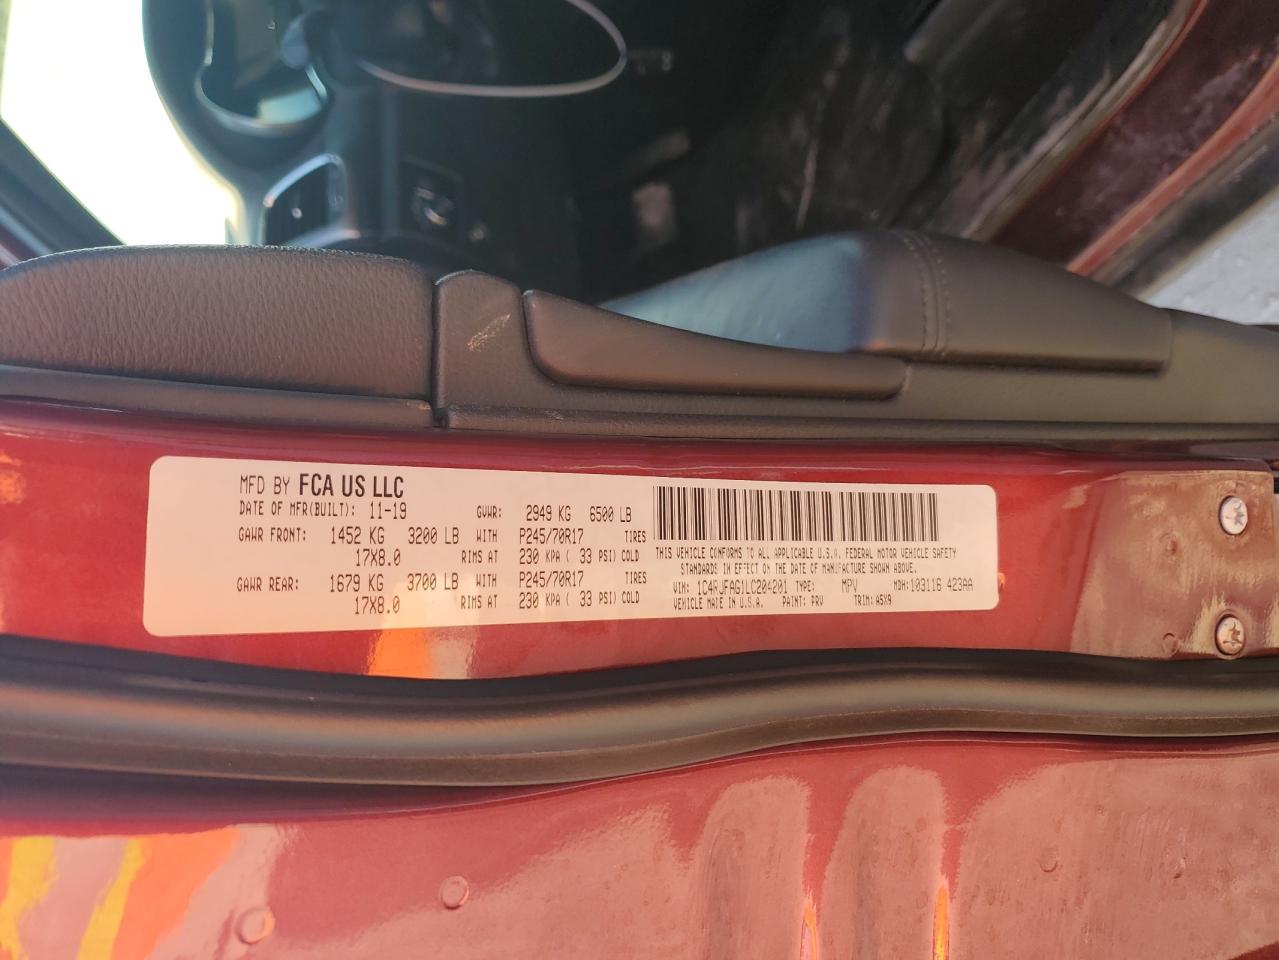 MFD BY FCA US LLC
DATE OF MFR(BUILT): 11-19 GVWR: 2949 KG 6500 LB
GAWR FRONT: 1452 KG 3200 LB WITH P245/70R17 TIRES
17X8.0 RIMS AT 230 KPA ( 33 PSI) COLD
GAWR REAR: 1679 KG 3700 LB WITH P245/70R17 TIRES
17X8.0 RIMS AT 230 KPA ( 33 PSI) COLD
THIS VEHICLE CONFORMS TO ALL APPLICABLE U.S.A. FEDERAL MOTOR VEHICLE SAFETY
STANDARDS IN EFFECT ON THE DATE OF MANUFACTURE SHOWN ABOVE.
VIN: 1C4RJFAG1LC204201 TYPE: MPV MDH: 103116 423AA
VEHICLE MADE IN U.S.A. PAINT: PRV TRIM: A5X9